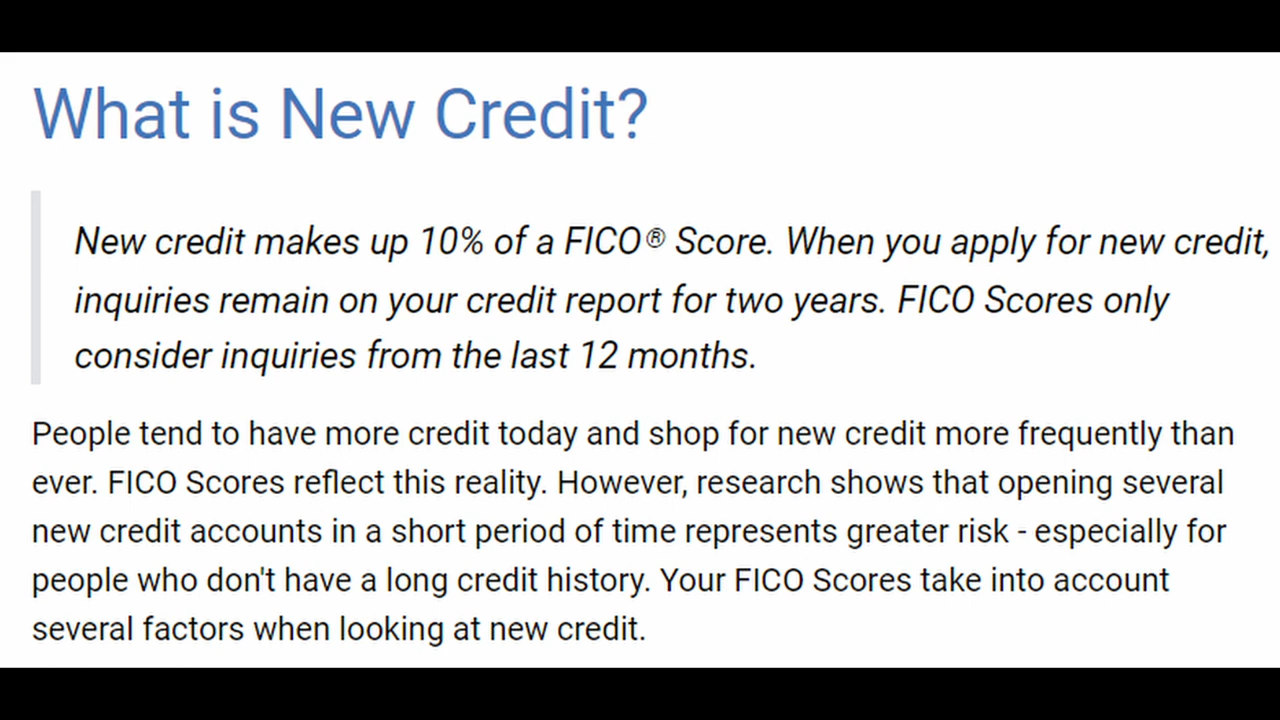 What is New Credit?
New credit makes up 10% of a FICO® Score. When you apply for new credit,
inquiries remain on your credit report for two years. FICO Scores only
consider inquiries from the last 12 months.
People tend to have more credit today and shop for new credit more frequently than
ever. FICO Scores reflect this reality. However, research shows that opening several
new credit accounts in a short period of time represents greater risk - especially for
people who don't have a long credit history. Your FICO Scores take into account
several factors when looking at new credit.